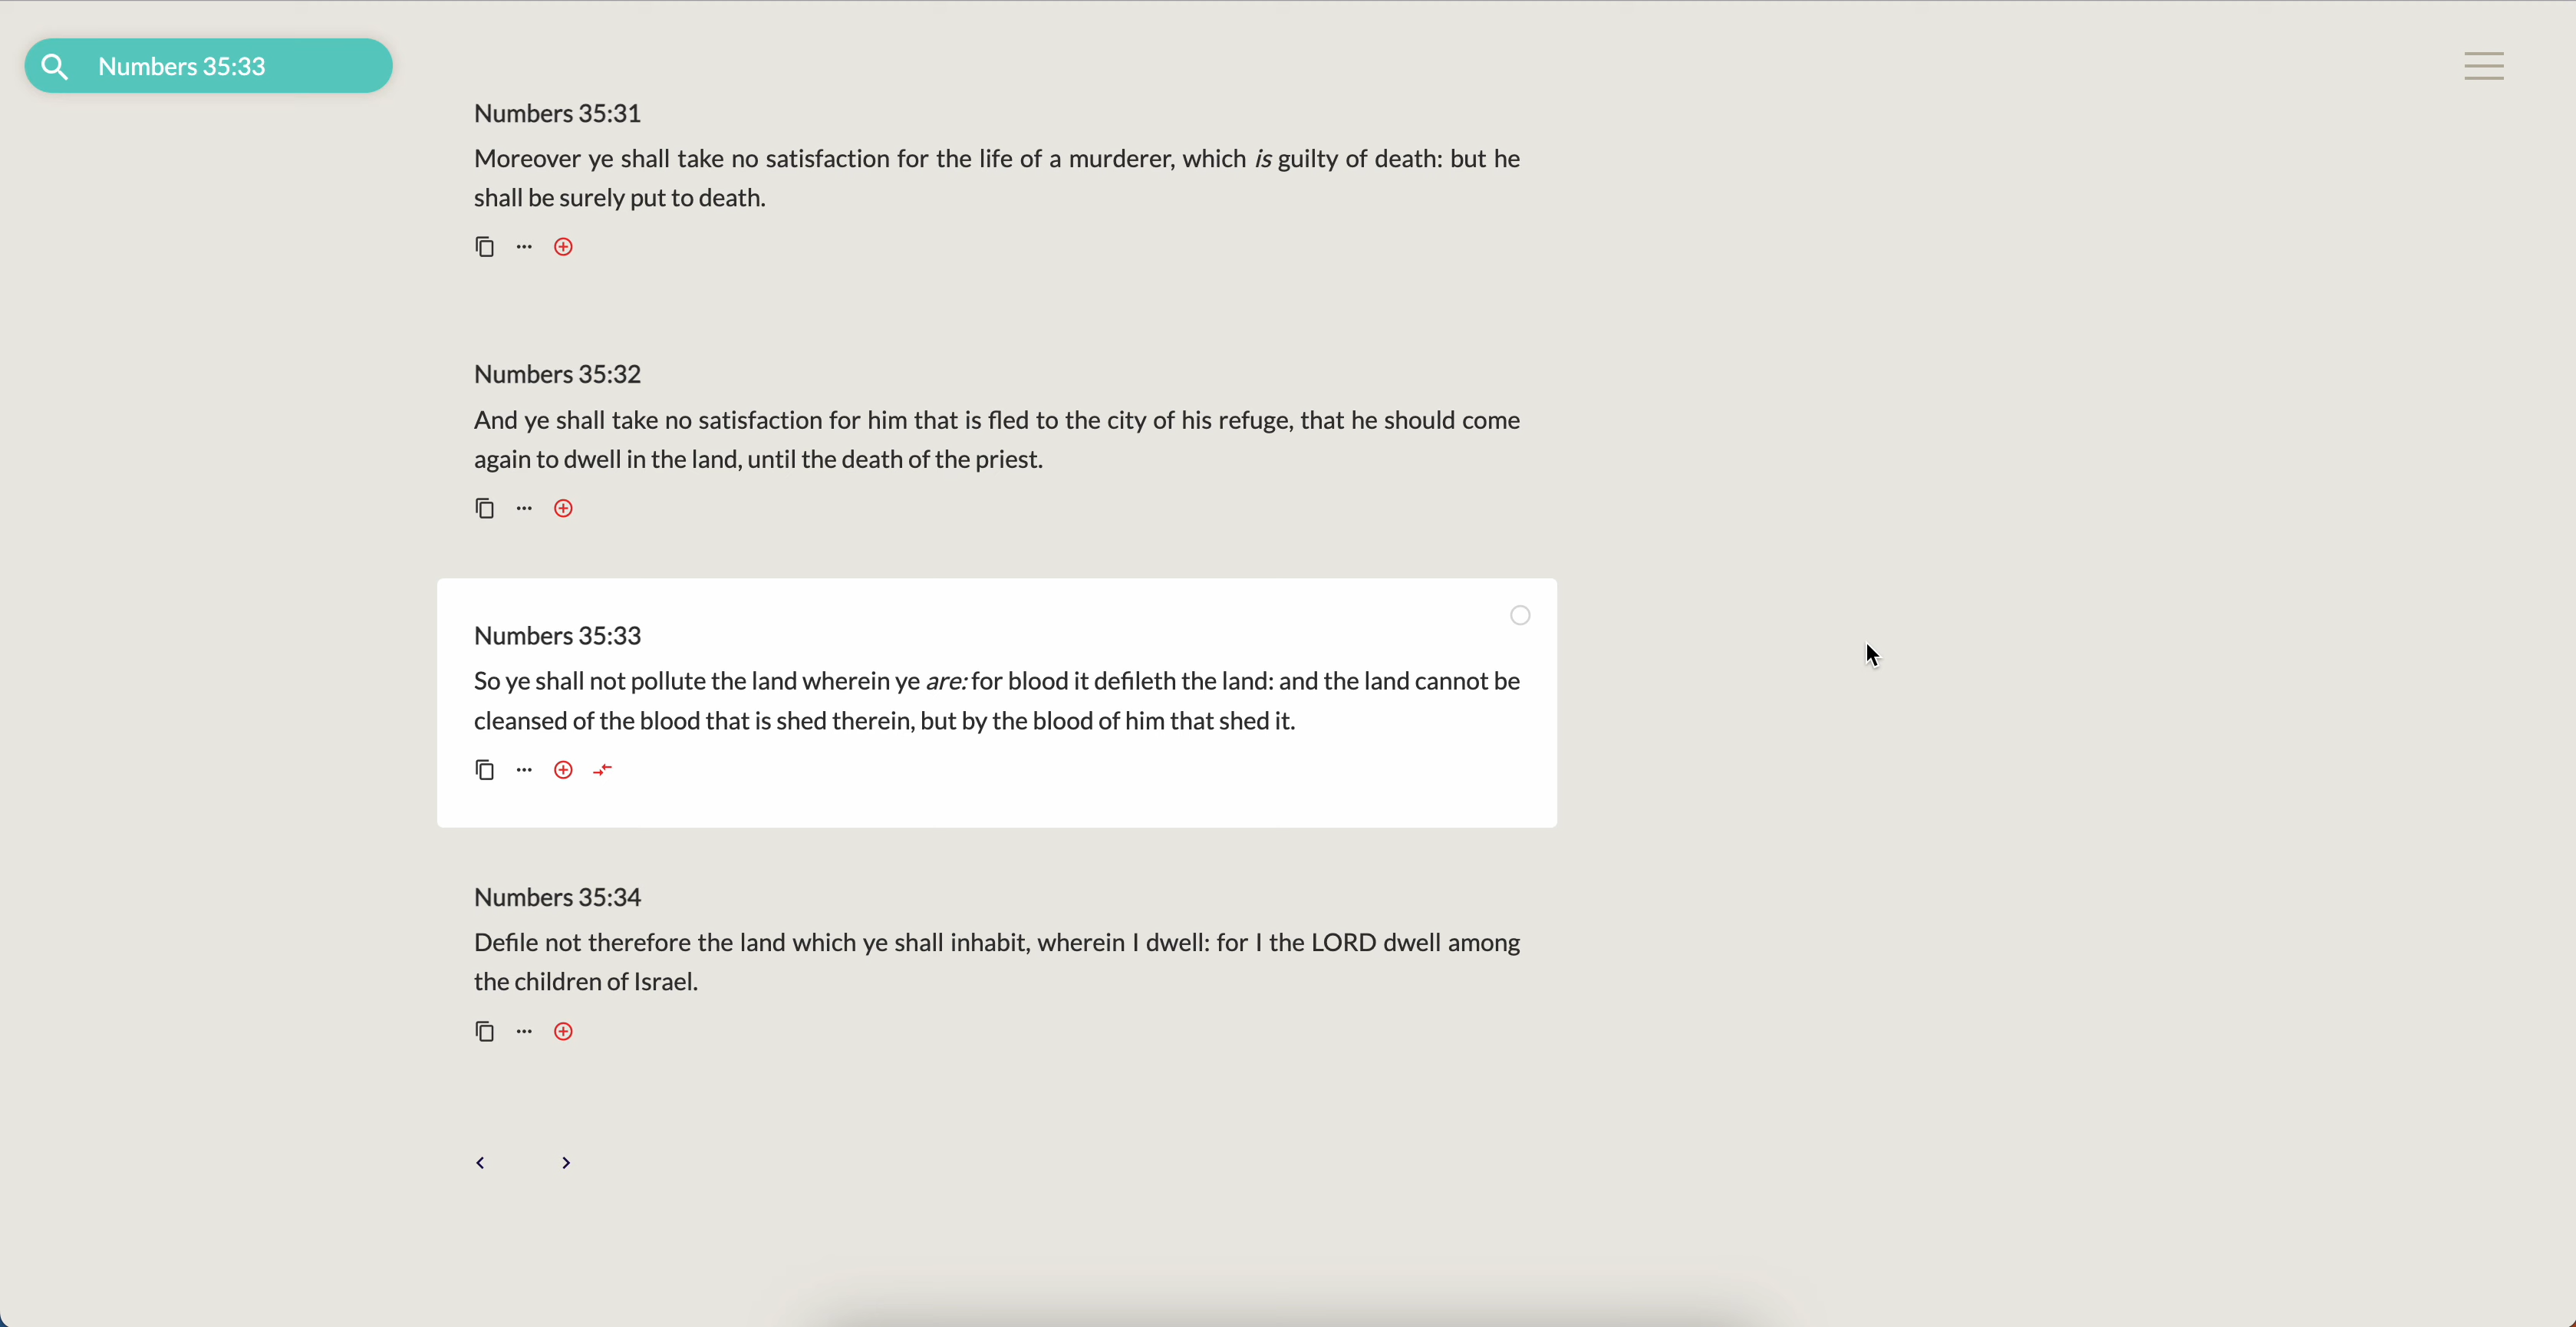 Numbers 35:33
Numbers 35:31
Moreover ye shall take no satisfaction for the life of a murderer, which is guilty of death: but he
shall be surely put to death.
Numbers 35:32
And ye shall take no satisfaction for him that is fled to the city of his refuge, that he should come
again to dwell in the land, until the death of the priest.
Numbers 35:33
So ye shall not pollute the land wherein ye are: for blood it defileth the land: and the land cannot be
cleansed of the blood that is shed therein, but by the blood of him that shed it.
Numbers 35:34
Defile not therefore the land which ye shall inhabit, wherein I dwell: for I the LORD dwell among
the children of Israel.